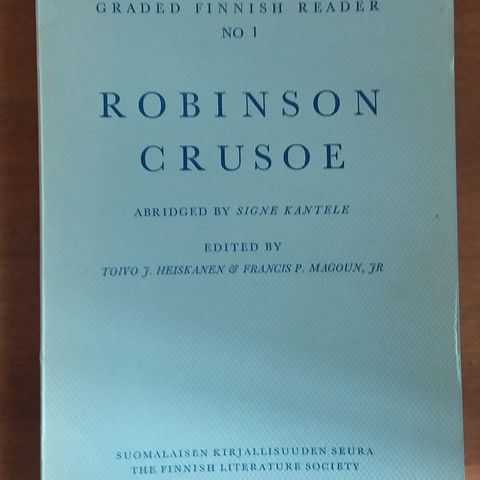 GRADED FINNISH READER
NO 1
ROBINSON
CRUSOE
ABRIDGED BY SIGNE KANTELE
EDITED BY
TOIVO J. HEISKANEN & FRANCIS P. MAGOUN, JR
SUOMALAISEN KIRJALLISUUDEN SEURA
THE FINNISH LITERATURE SOCIETY